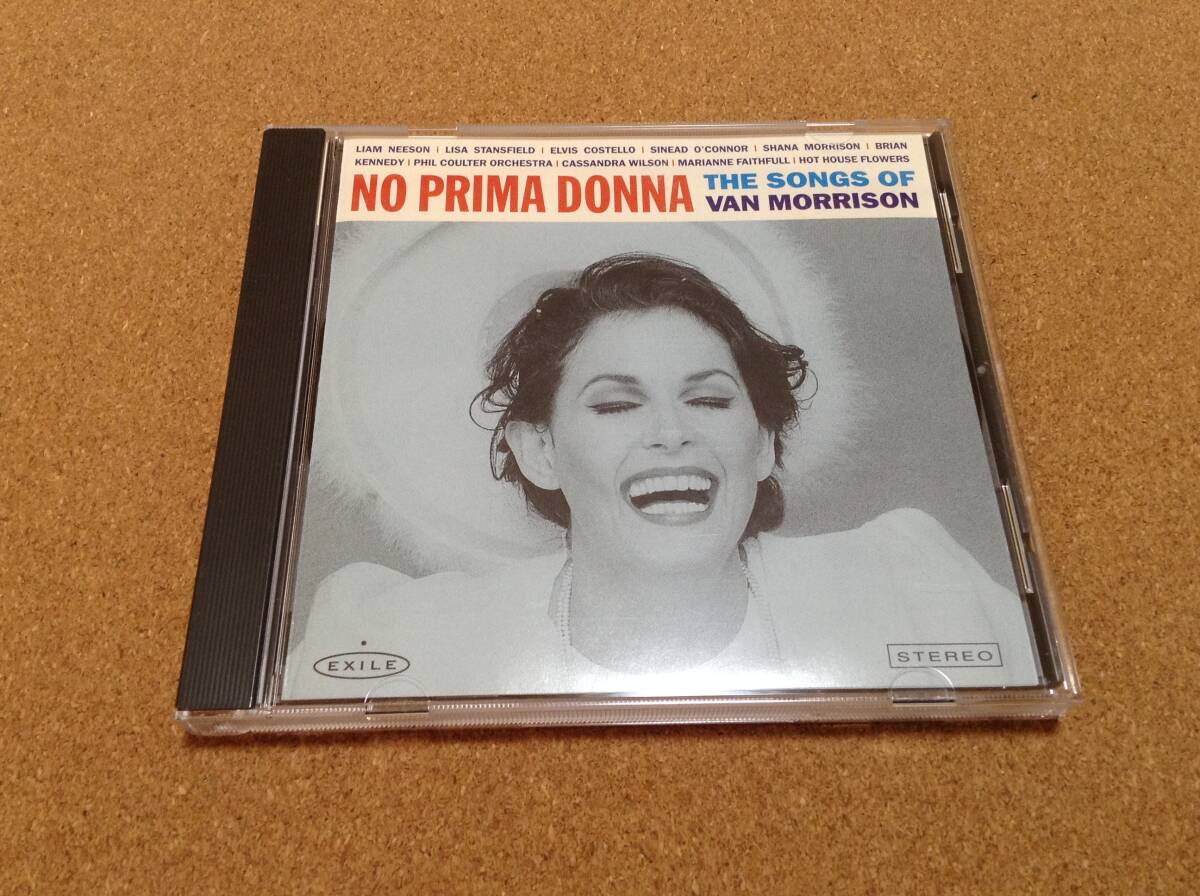 LIAM NEESON | LISA STANSFIELD | ELVIS COSTELLO | SINEAD O'CONNOR | SHANA MORRISON | BRIAN
KENNEDY | PHIL COULTER ORCHESTRA | CASSANDRA WILSON | MARIANNE FAITHFULL | HOT HOUSE FLOWERS
NO PRIMA DONNA
THE SONGS OF
VAN MORRISON
EXILE
STEREO